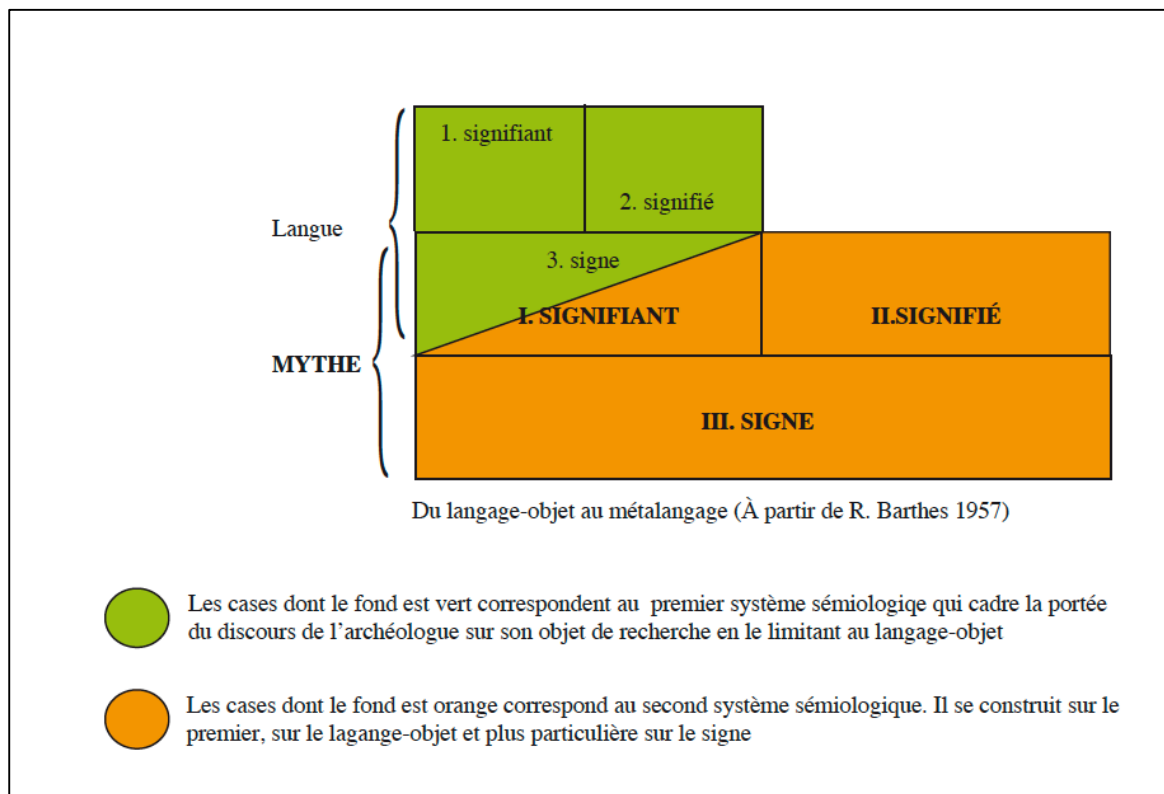 1. signifiant
2. signifié
Langue
3. signe
I. SIGNIFIANT
II.SIGNIFIÉ
MYTHE
III. SIGNE
Du langage-objet au métalangage (À partir de R. Barthes 1957)
Les cases dont le fond est vert correspondent au premier système sémiologiqe qui cadre la portée
du discours de l’archéologue sur son objet de recherche en le limitant au langage-objet
Les cases dont le fond est orange correspond au second système sémiologique. Il se construit sur le
premier, sur le lagange-objet et plus particulière sur le signe